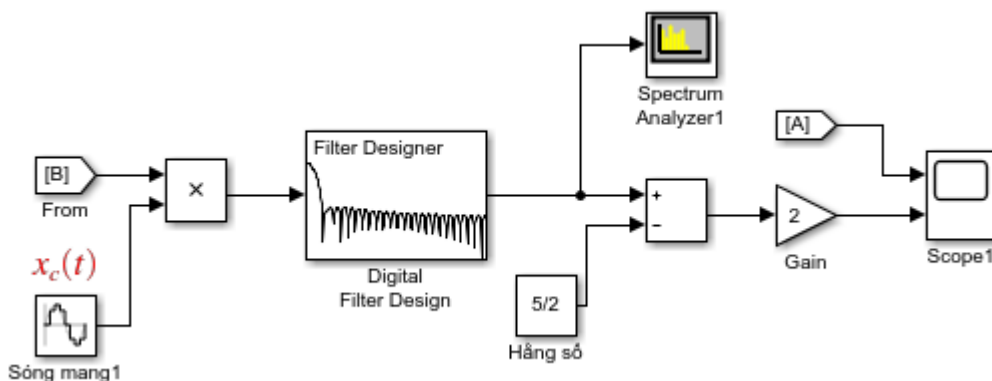 Spectrum
Analyzer1
[A]
[B]
From
×
Filter Designer
+
−
2
Gain
Scope1
x_c(t)
Digital
Filter Design
5/2
Hằng số
Sóng mang1